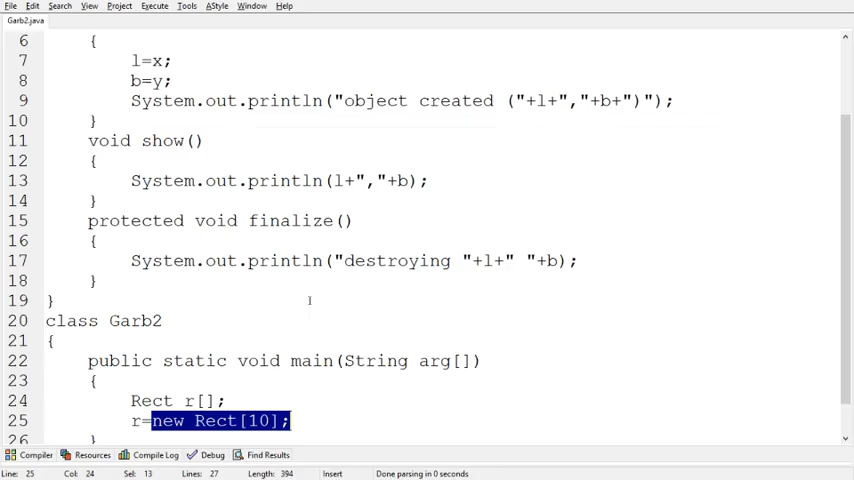 File Edit Search View Project Execute Tools AStyle Window Help
Garb2.java
6 {
7 l=x;
8 b=y;
9 System.out.println("object created ("+l+","+b+")");
10 }
11 void show()
12 {
13 System.out.println(l+","+b);
14 }
15 protected void finalize()
16 {
17 System.out.println("destroying "+l+" "+b);
18 }
19 }
20 class Garb2
21 {
22 public static void main(String arg[])
23 {
24 Rect r[];
25 r=new Rect[10];
26 }
Compiler Resources Compile Log Debug Find Results
Line: 25 Col: 24 Sel: 13 Lines: 27 Length: 394 Insert Done parsing in 0 seconds